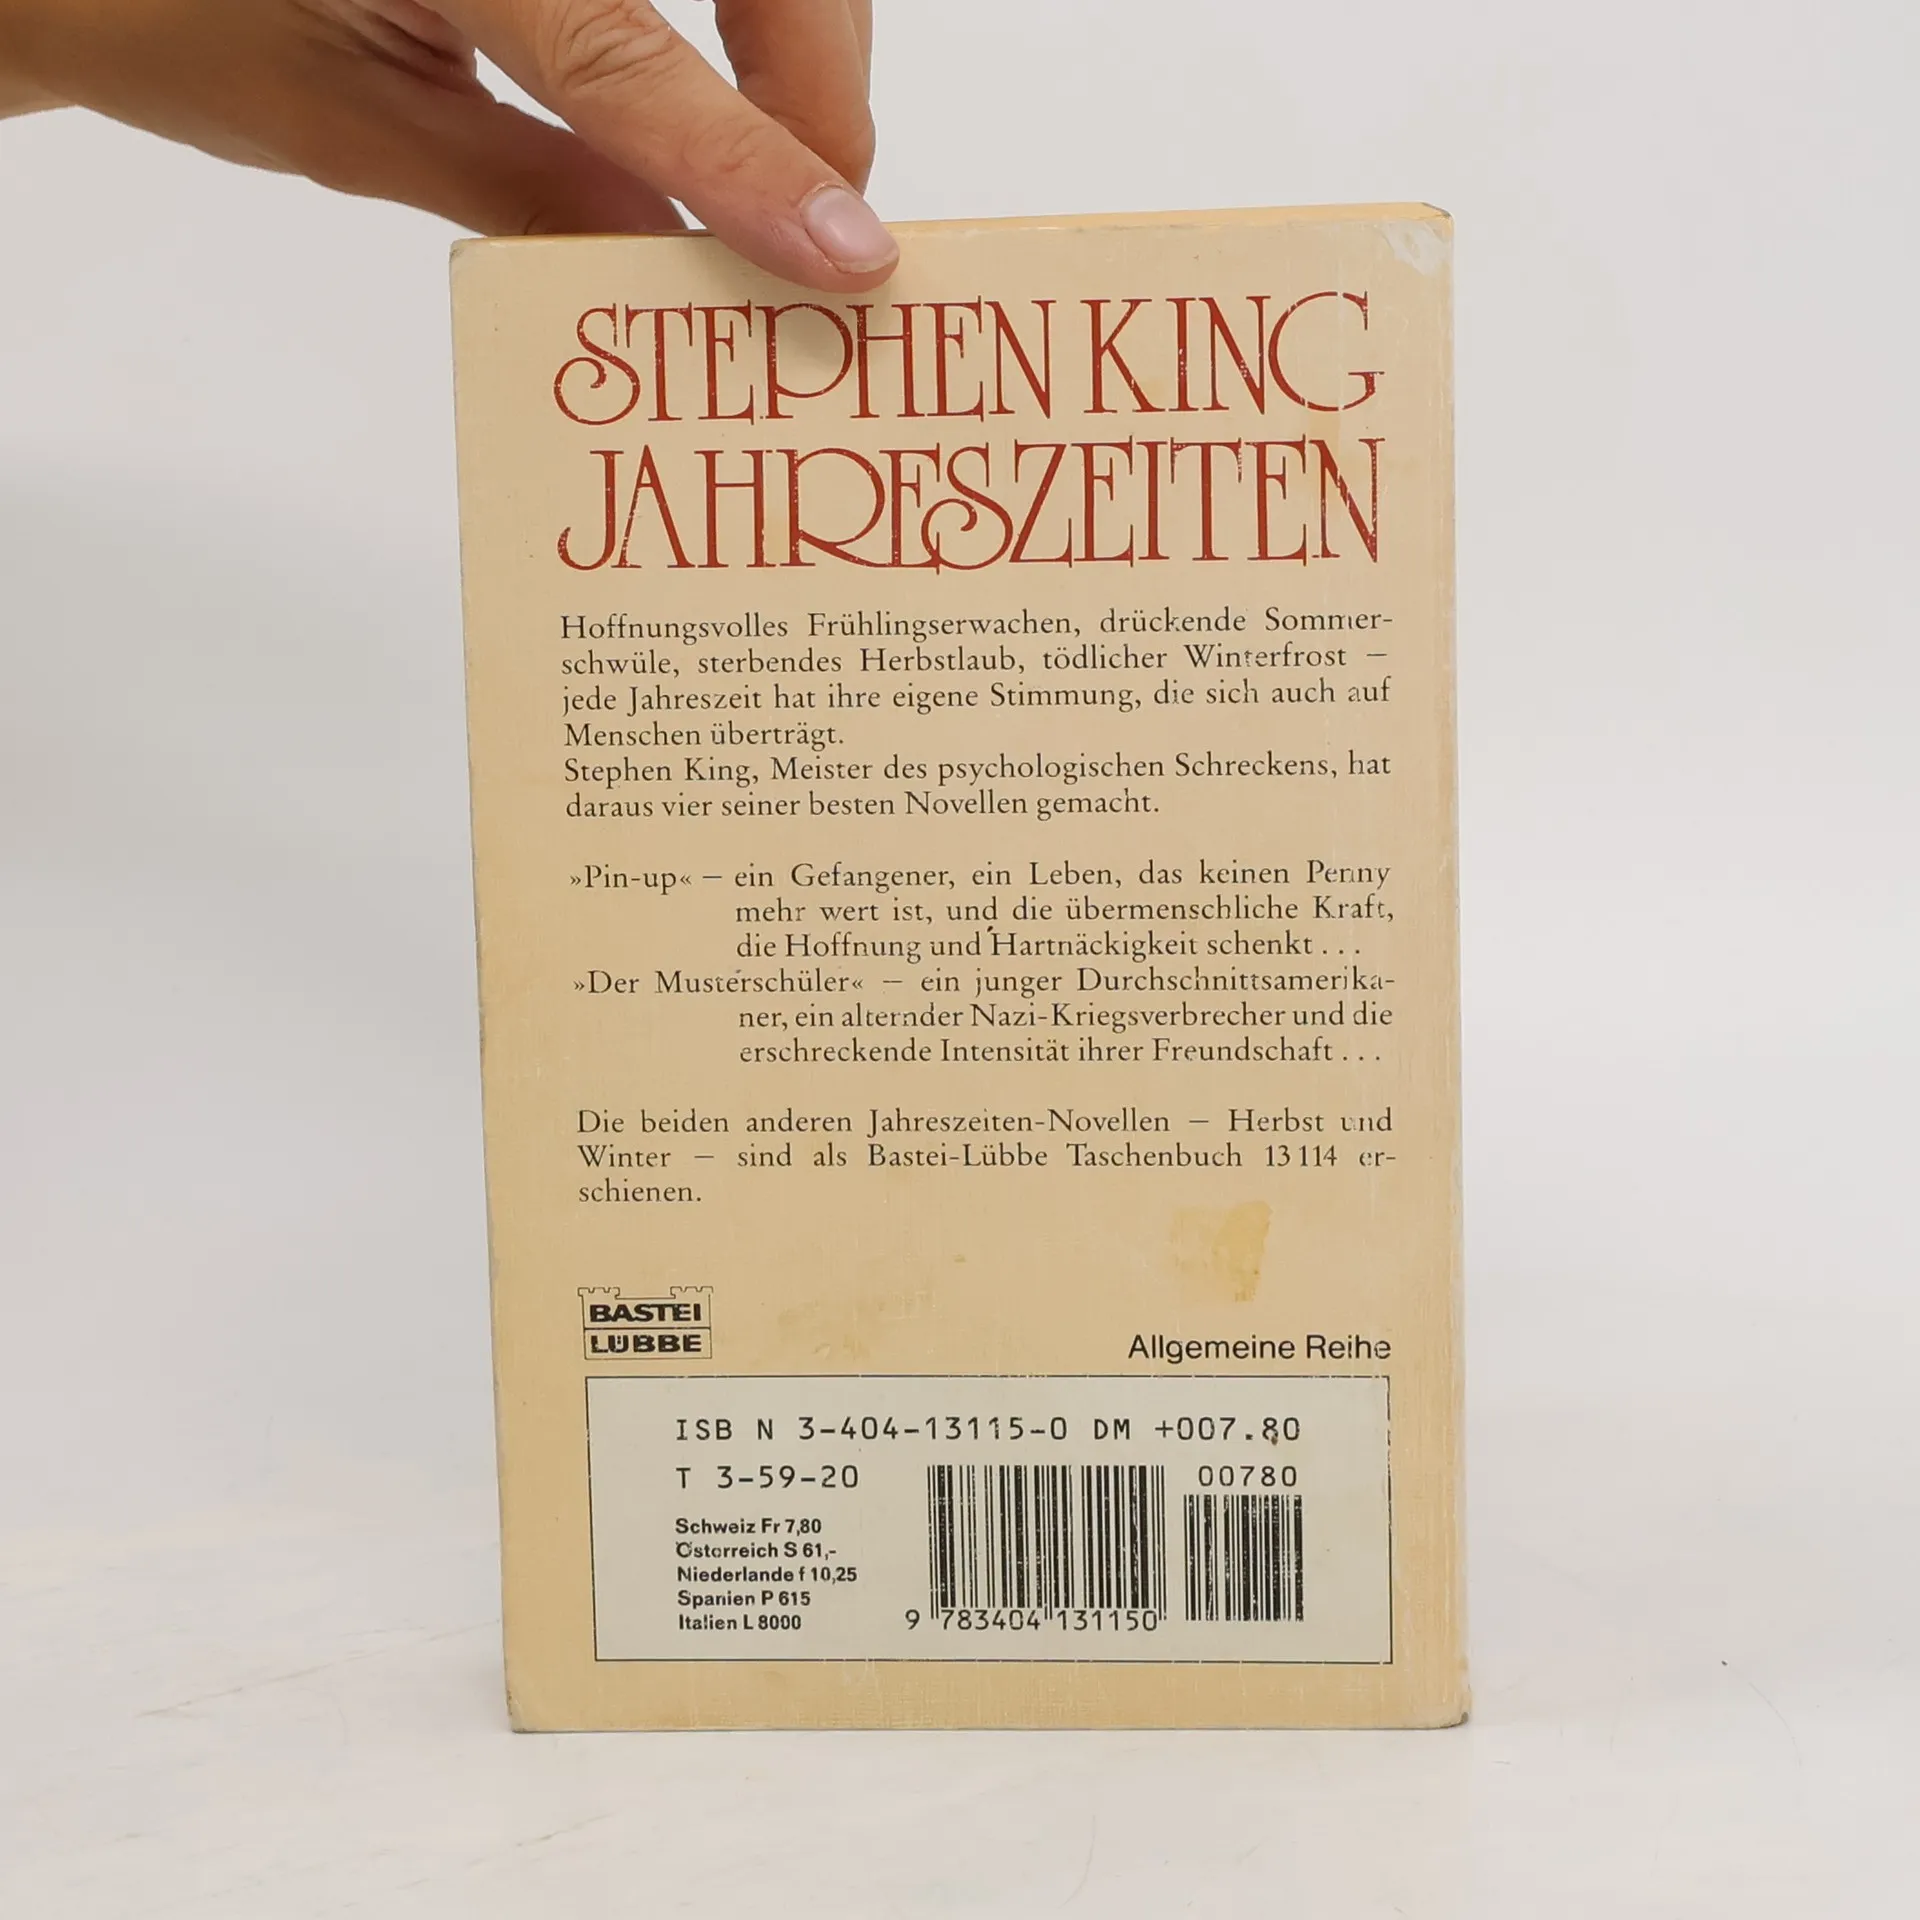 STEPHEN KING
JAHRESZEITEN
Hoffnungsvolles Frühlingserwachen, drückende Sommer-
schwüle, sterbendes Herbstlaub, tödlicher Winterfrost –
jede Jahreszeit hat ihre eigene Stimmung, die sich auch auf
Menschen überträgt.
Stephen King, Meister des psychologischen Schreckens, hat
daraus vier seiner besten Novellen gemacht.
»Pin-up« – ein Gefangener, ein Leben, das keinen Penny
mehr wert ist, und die übermenschliche Kraft,
die Hoffnung und Hartnäckigkeit schenkt . . .
»Der Musterschüler« – ein junger Durchschnittsamerika-
ner, ein alternder Nazi-Kriegsverbrecher und die
erschreckende Intensität ihrer Freundschaft . . .
Die beiden anderen Jahreszeiten-Novellen – Herbst und
Winter – sind als Bastei-Lübbe Taschenbuch 13 114 er-
schienen.
BASTEI
LÜBBE
Allgemeine Reihe
ISBN 3-404-13115-0 DM +007.80
T 3-59-20
00780
Schweiz Fr 7,80
Österreich S 61,-
Niederlande f 10,25
Spanien P 615
Italien L 8000
9 783404 131150